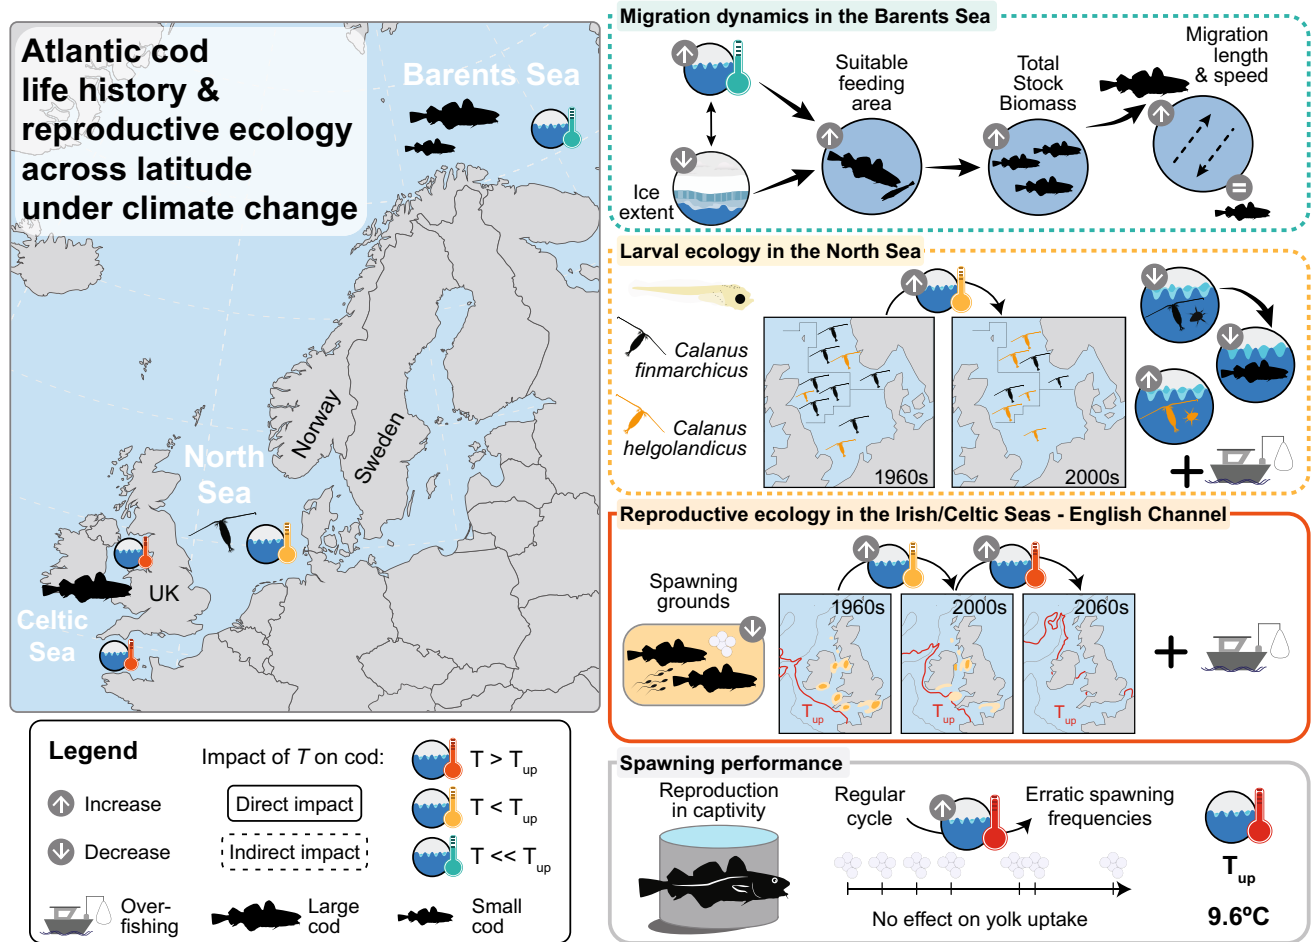 Atlantic cod
life history &
reproductive ecology
across latitude
under climate change
Barents Sea
Norway
Sweden
North
Sea
UK
Celtic
Sea
Legend
Increase
Decrease
Over-
fishing
Impact of T on cod:
Direct impact
Indirect impact
Large
cod
T > Tup
T < Tup
T << Tup
Small
cod
Migration dynamics in the Barents Sea
Ice
extent
Suitable
feeding
area
Total
Stock
Biomass
Migration
length
& speed
=
Larval ecology in the North Sea
Calanus
finmarchicus
Calanus
helgolandicus
1960s
2000s
+
Reproductive ecology in the Irish/Celtic Seas - English Channel
Spawning
grounds
1960s
Tup
2000s
Tup
2060s
Tup
+
Spawning performance
Reproduction
in captivity
Regular
cycle
Erratic spawning
frequencies
No effect on yolk uptake
Tup
9.6ºC